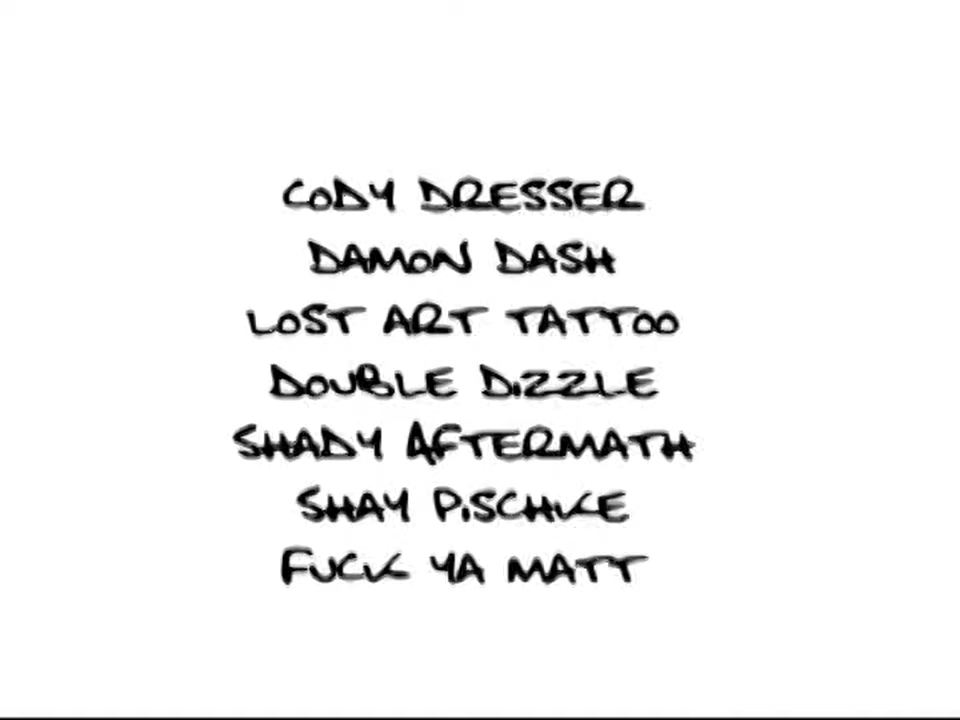 CODY DRESSER
DAMON DASH
LOST ART TATTOO
DOUBLE DIZZLE
SHADY AFTERMATH
SHAY PISCHKE
FUCK YA MATT